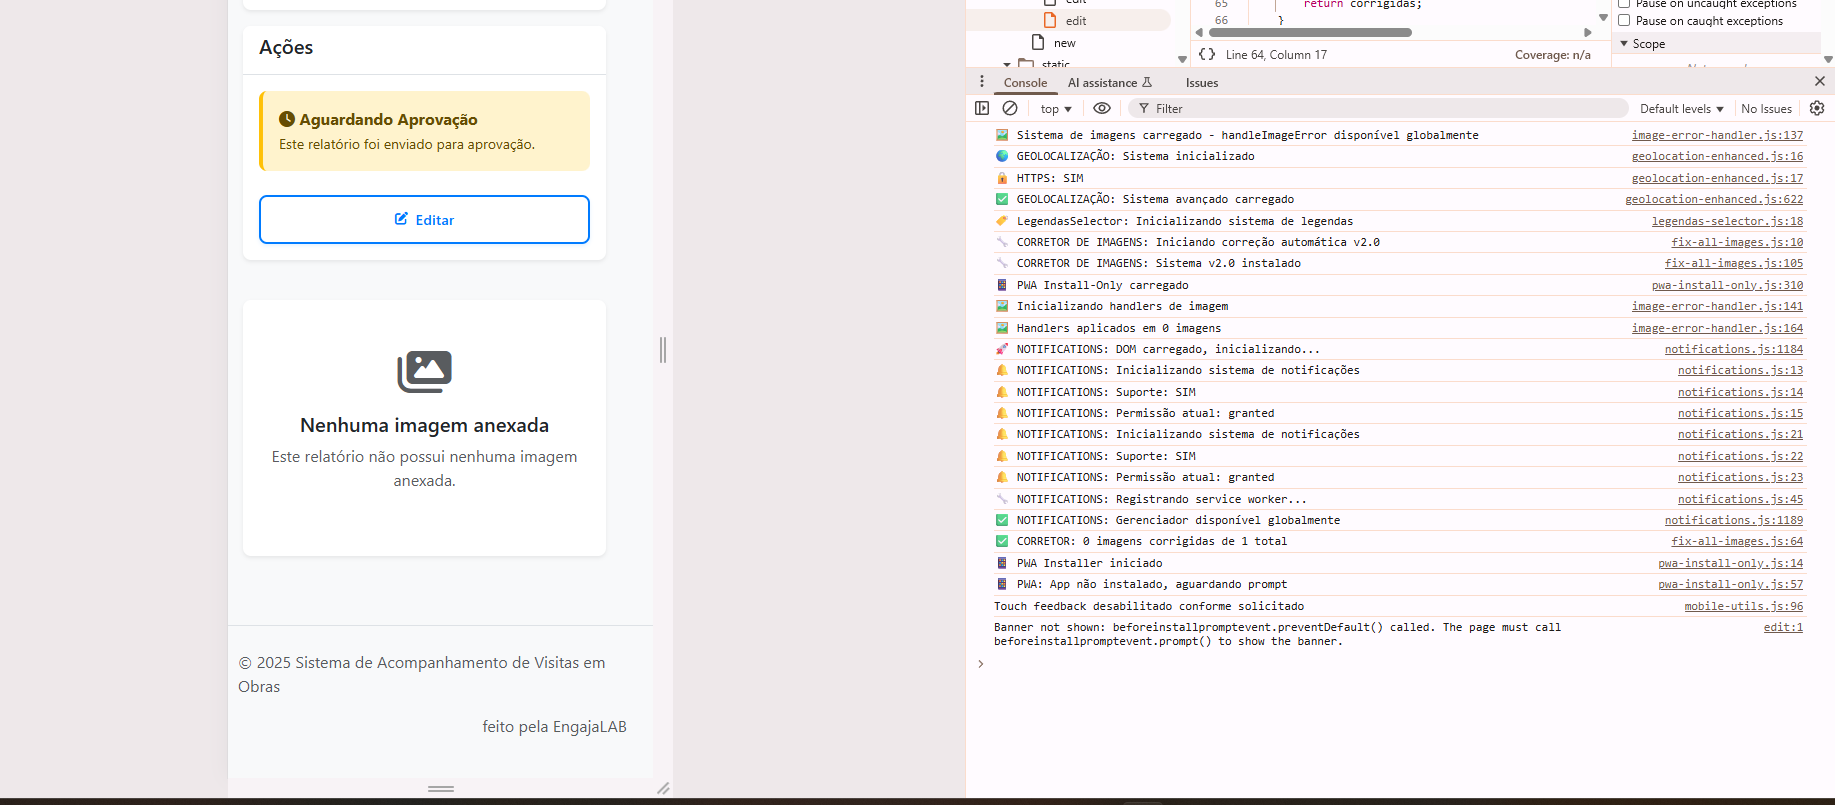 Ações
Aguardando Aprovação
Este relatório foi enviado para aprovação.
Editar
Nenhuma imagem anexada
Este relatório não possui nenhuma imagem
anexada.
© 2025 Sistema de Acompanhamento de Visitas em
Obras
feito pela EngajaLAB
edit
edit
new
static
65 return corrigidas;
66 }
{} Line 64, Column 17 Coverage: n/a
Pause on uncaught exceptions
Pause on caught exceptions
Scope
Console AI assistance Issues
top Filter Default levels No Issues
Sistema de imagens carregado - handleImageError disponível globalmente image-error-handler.js:137
GEOLOCALIZAÇÃO: Sistema inicializado geolocation-enhanced.js:16
HTTPS: SIM geolocation-enhanced.js:17
GEOLOCALIZAÇÃO: Sistema avançado carregado geolocation-enhanced.js:622
LegendasSelector: Inicializando sistema de legendas legendas-selector.js:18
CORRETOR DE IMAGENS: Iniciando correção automática v2.0 fix-all-images.js:10
CORRETOR DE IMAGENS: Sistema v2.0 instalado fix-all-images.js:105
PWA Install-Only carregado pwa-install-only.js:310
Inicializando handlers de imagem image-error-handler.js:141
Handlers aplicados em 0 imagens image-error-handler.js:164
NOTIFICATIONS: DOM carregado, inicializando... notifications.js:1184
NOTIFICATIONS: Inicializando sistema de notificações notifications.js:13
NOTIFICATIONS: Suporte: SIM notifications.js:14
NOTIFICATIONS: Permissão atual: granted notifications.js:15
NOTIFICATIONS: Inicializando sistema de notificações notifications.js:21
NOTIFICATIONS: Suporte: SIM notifications.js:22
NOTIFICATIONS: Permissão atual: granted notifications.js:23
NOTIFICATIONS: Registrando service worker... notifications.js:45
NOTIFICATIONS: Gerenciador disponível globalmente notifications.js:1189
CORRETOR: 0 imagens corrigidas de 1 total fix-all-images.js:64
PWA Installer iniciado pwa-install-only.js:14
PWA: App não instalado, aguardando prompt pwa-install-only.js:57
Touch feedback desabilitado conforme solicitado mobile-utils.js:96
Banner not shown: beforeinstallpromptevent.preventDefault() called. The page must call edit:1
beforeinstallpromptevent.prompt() to show the banner.